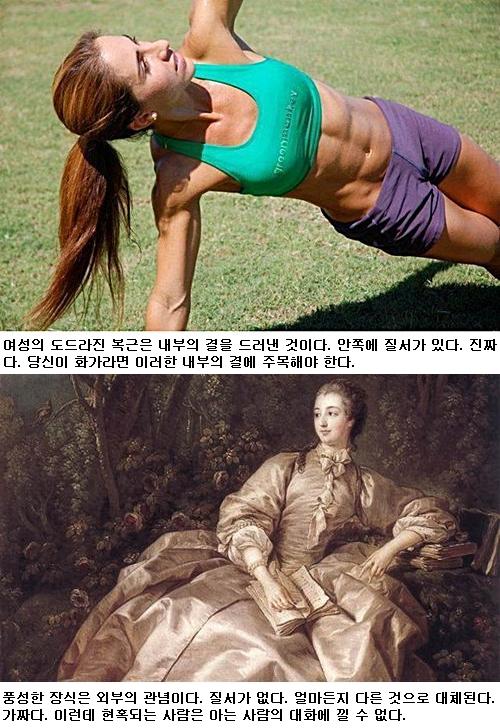 여성의 도드라진 복근은 내부의 결을 드러낸 것이다. 안쪽에 질서가 있다. 진짜
다. 당신이 화가라면 이러한 내부의 결에 주목해야 한다.
풍성한 장식은 외부의 관념이다. 질서가 없다. 얼마든지 다른 것으로 대체된다.
가짜다. 이런데 현혹되는 사람은 아는 사람의 대화에 낄 수 없다.